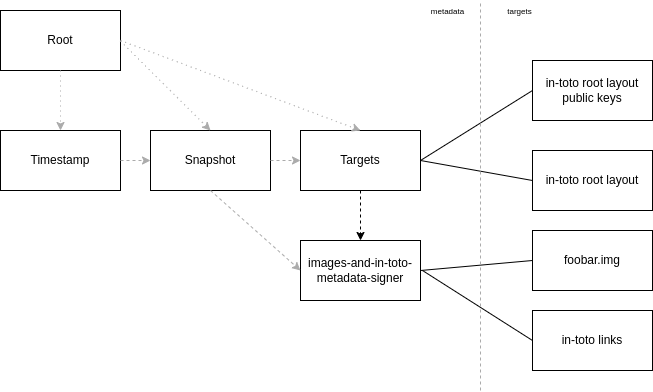 metadata
targets
Root
in-toto root layout
public keys
Timestamp
Snapshot
Targets
in-toto root layout
images-and-in-toto-
metadata-signer
foobar.img
in-toto links